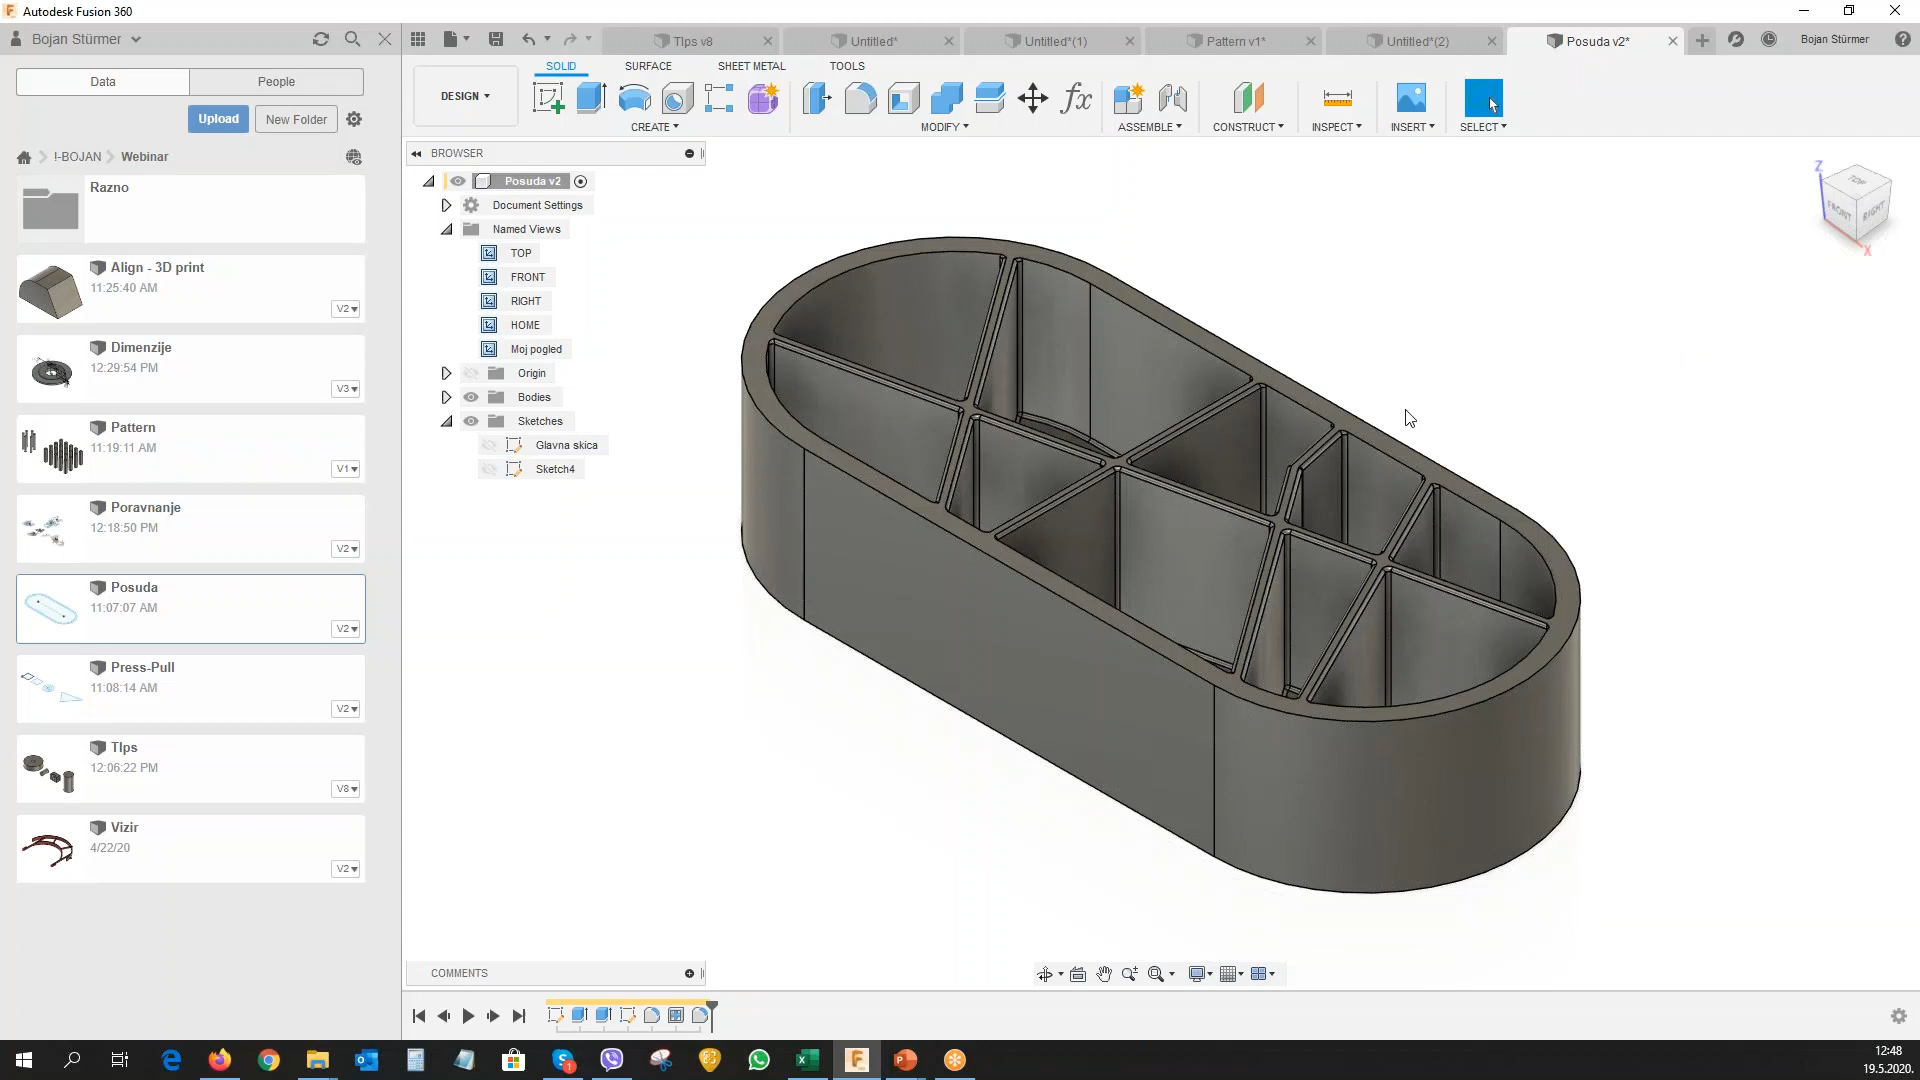 Autodesk Fusion 360
Bojan Stürmer
TIps v8
Untitled*
Untitled*(1)
Pattern v1*
Untitled*(2)
Posuda v2*
Bojan Stürmer
Data
People
SOLID
SURFACE
SHEET METAL
TOOLS
DESIGN
CREATE
MODIFY
ASSEMBLE
CONSTRUCT
INSPECT
INSERT
SELECT
Upload
New Folder
!-BOJAN
Webinar
Razno
Align - 3D print
11:25:40 AM
V2
Dimenzije
12:29:54 PM
V3
Pattern
11:19:11 AM
V1
Poravnanje
12:18:50 PM
V2
Posuda
11:07:07 AM
V2
Press-Pull
11:08:14 AM
V2
TIps
12:06:22 PM
V8
Vizir
4/22/20
V2
BROWSER
Posuda v2
Document Settings
Named Views
TOP
FRONT
RIGHT
HOME
Moj pogled
Origin
Bodies
Sketches
Glavna skica
Sketch4
Z
TOP
FRONT
RIGHT
X
COMMENTS
12:48
19.5.2020.